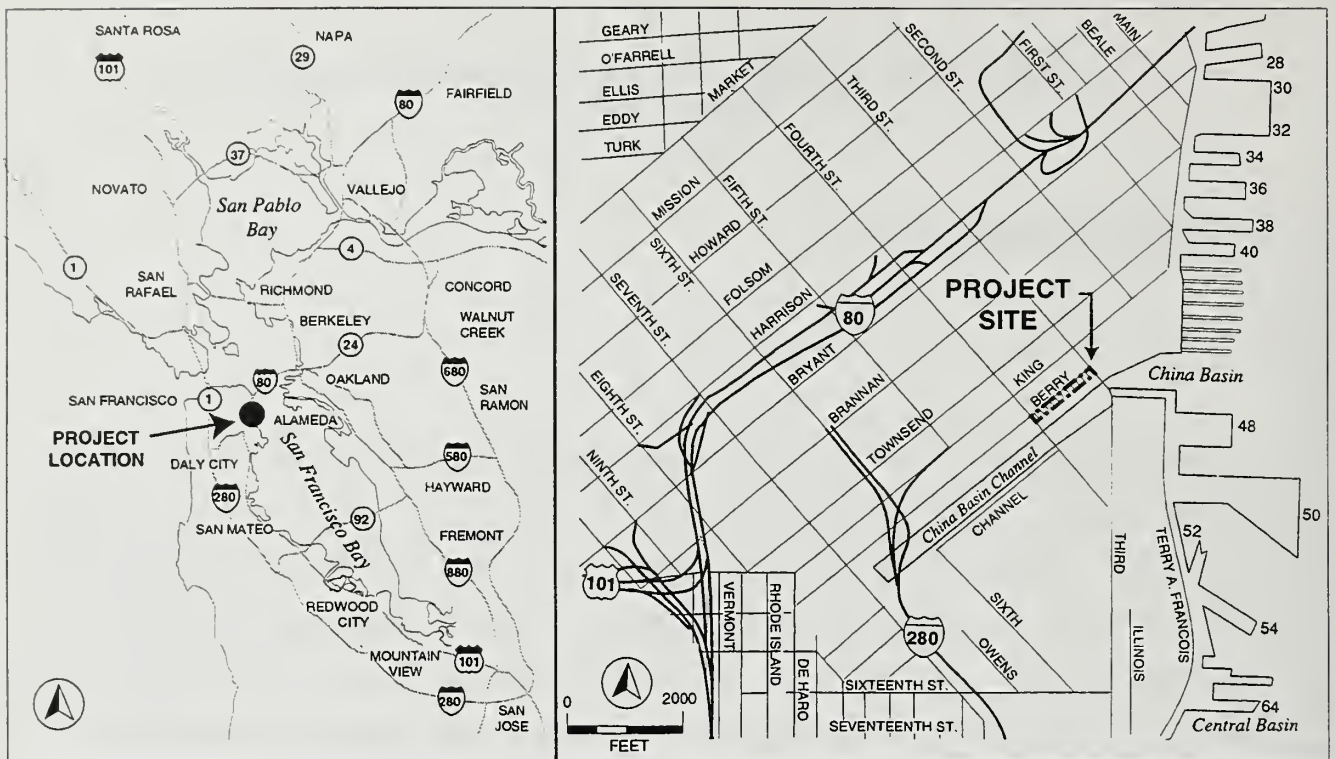 SANTA ROSA
101
NAPA
29
80
FAIRFIELD
37
NOVATO
VALLEJO
San Pablo
Bay
4
1
SAN
RAFAEL
RICHMOND
CONCORD
BERKELEY
WALNUT
CREEK
24
80
OAKLAND
680
SAN FRANCISCO
1
SAN
RAMON
ALAMEDA
PROJECT
LOCATION
San Francisco Bay
DALY CITY
580
280
HAYWARD
92
SAN MATEO
FREMONT
880
REDWOOD
CITY
MOUNTAIN
VIEW
101
280
SAN
JOSE
GEARY
O'FARRELL
ELLIS
EDDY
TURK
MARKET
SECOND ST.
FIRST ST.
BEALE
MAIN
THIRD ST.
FOURTH ST.
MISSION
FIFTH ST.
HOWARD
SIXTH ST.
FOLSOM
SEVENTH ST.
HARRISON
80
BRYANT
EIGHTH ST.
BRANNAN
NINTH ST.
TOWNSEND
PROJECT
SITE
KING
BERRY
China Basin
China Basin Channel
CHANNEL
28
30
32
34
36
38
40
48
50
52
54
64
THIRD
TERRY A. FRANCOIS
ILLINOIS
SIXTH
OWENS
101
280
VERMONT
RHODE ISLAND
DE HARO
SIXTEENTH ST.
SEVENTEENTH ST.
Central Basin
0
2000
FEET